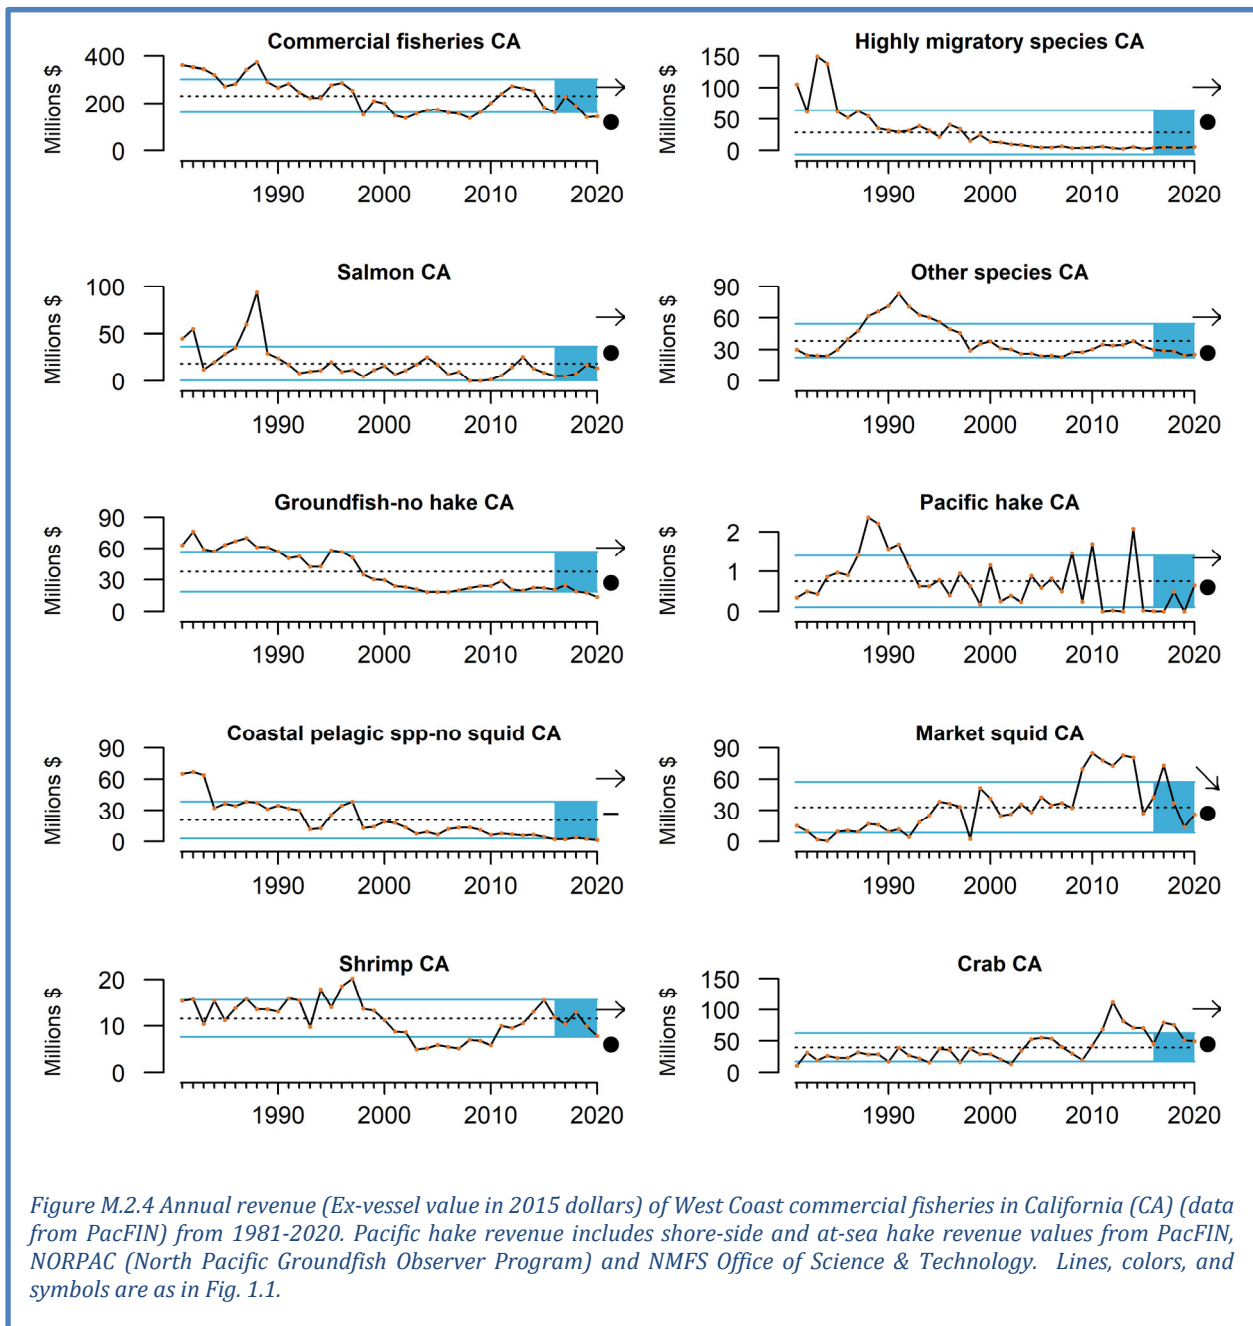 Commercial fisheries CA
Millions $
400
200
0
1990 2000 2010 2020
Highly migratory species CA
Millions $
150
100
50
0
1990 2000 2010 2020
Salmon CA
Millions $
100
50
0
1990 2000 2010 2020
Other species CA
Millions $
90
60
30
0
1990 2000 2010 2020
Groundfish-no hake CA
Millions $
90
60
30
0
1990 2000 2010 2020
Pacific hake CA
Millions $
2
1
0
1990 2000 2010 2020
Coastal pelagic spp-no squid CA
Millions $
90
60
30
0
1990 2000 2010 2020
Market squid CA
Millions $
90
60
30
0
1990 2000 2010 2020
Shrimp CA
Millions $
20
10
0
1990 2000 2010 2020
Crab CA
Millions $
150
100
50
0
1990 2000 2010 2020
Figure M.2.4 Annual revenue (Ex-vessel value in 2015 dollars) of West Coast commercial fisheries in California (CA) (data
from PacFIN) from 1981-2020. Pacific hake revenue includes shore-side and at-sea hake revenue values from PacFIN,
NORPAC (North Pacific Groundfish Observer Program) and NMFS Office of Science & Technology. Lines, colors, and
symbols are as in Fig. 1.1.